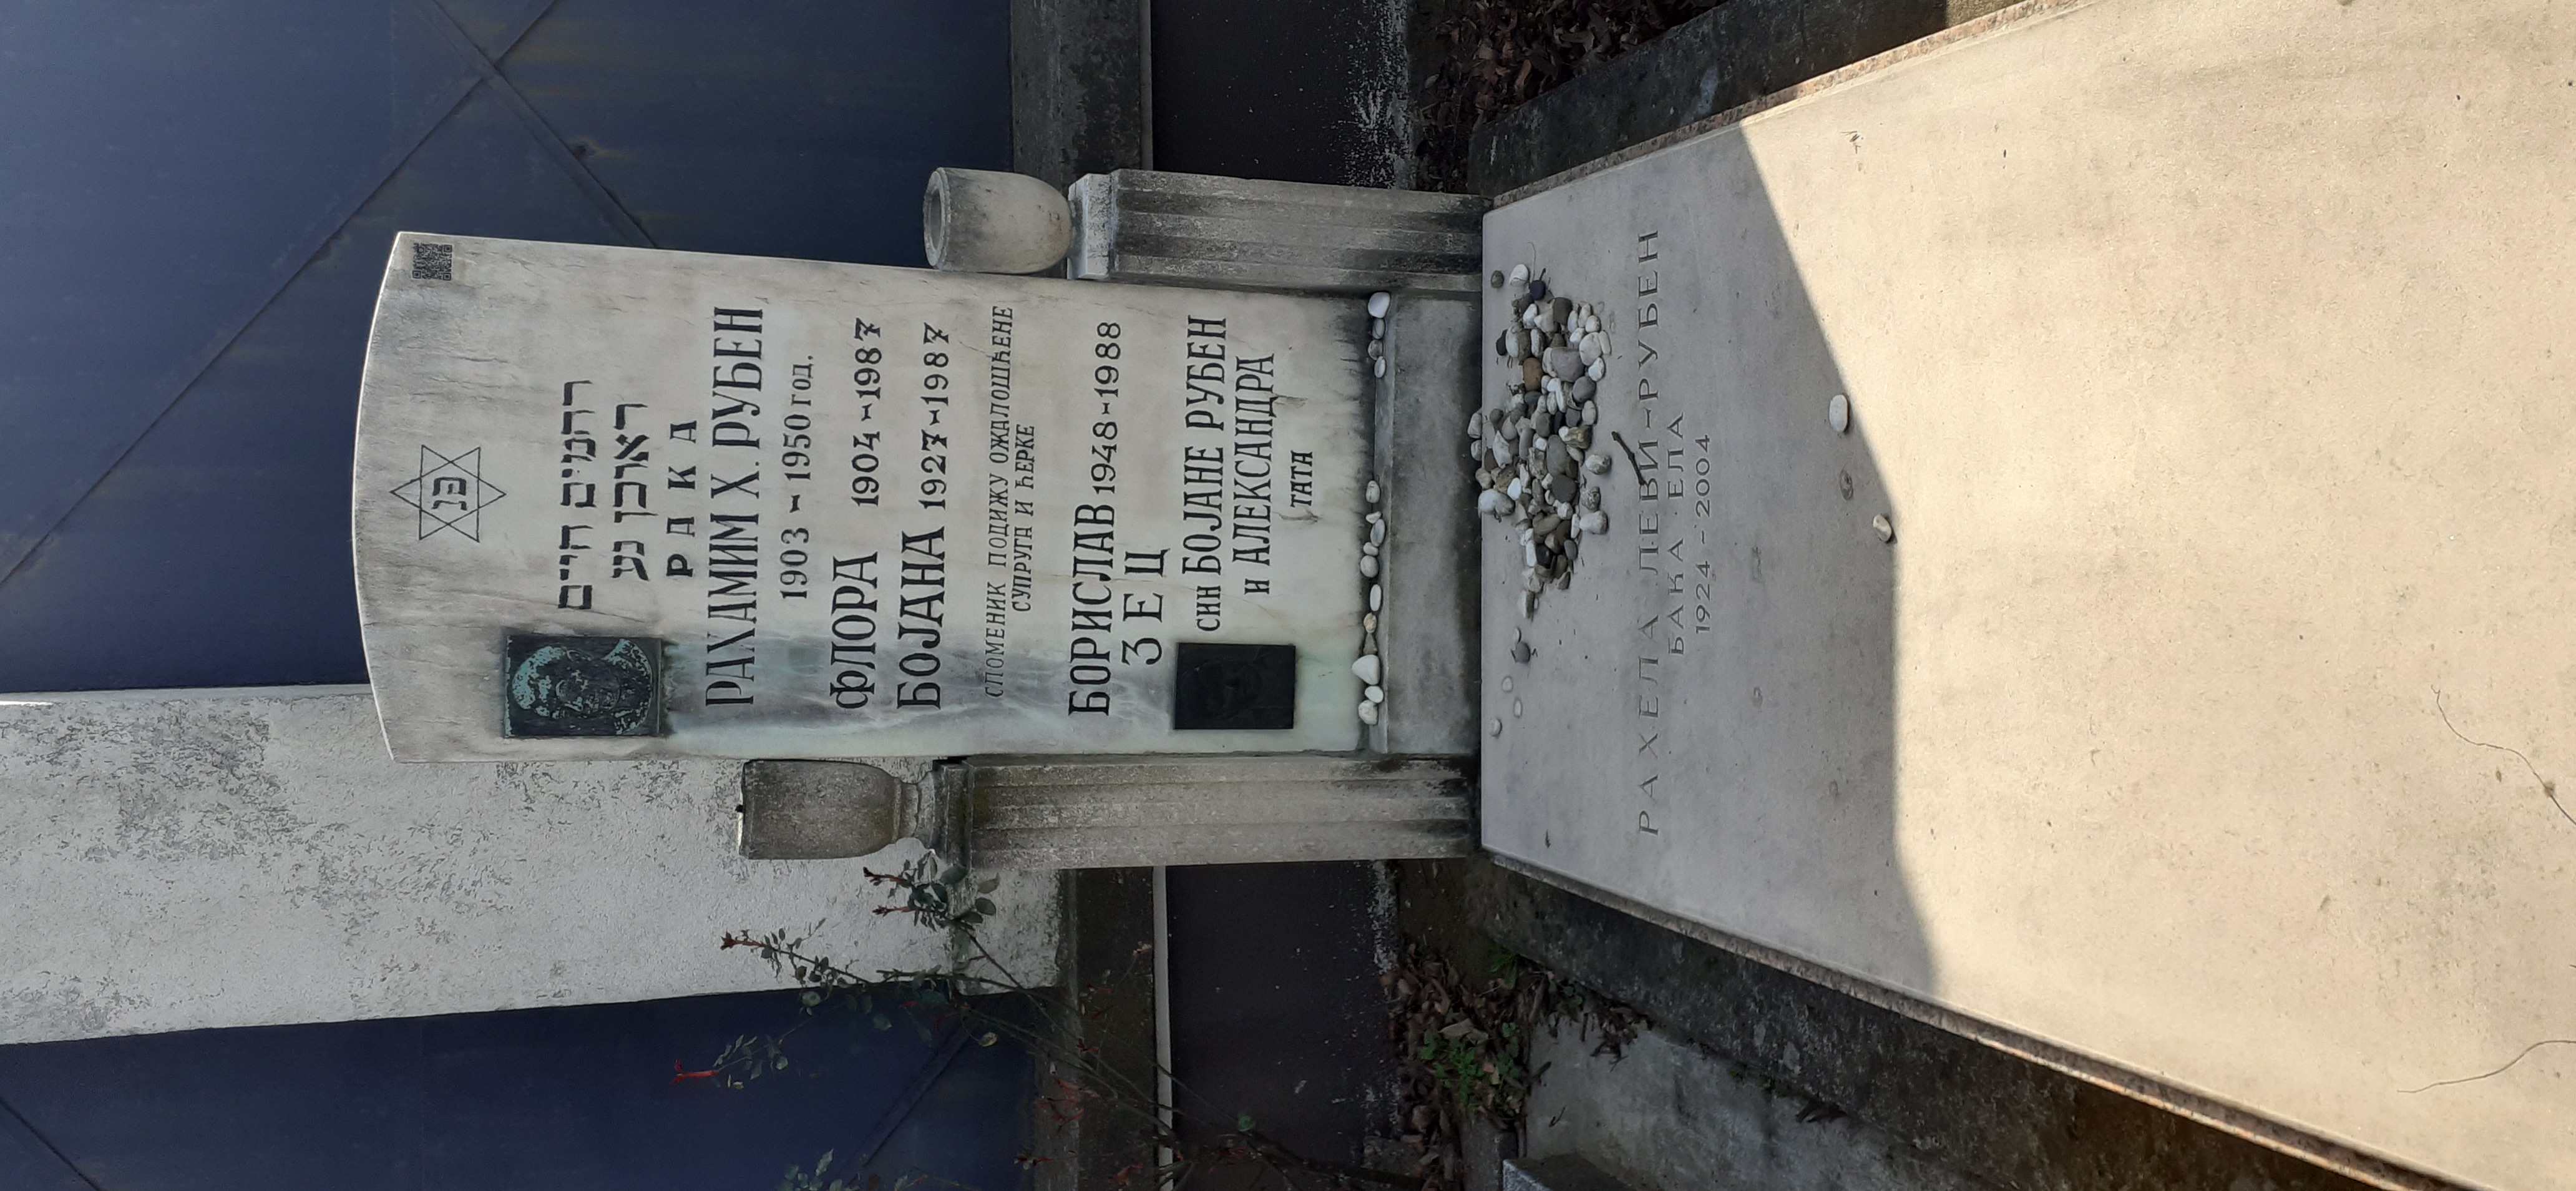 פנ
רחמים חיים
ראובן נע
РАКА
РАХАМИМ Х. РУБЕН
1903 - 1950 год.
ФЛОРА 1904-1987
БОЈАНА 1927-1987
СПОМЕНИК ПОДИЖУ ОЖАЛОШЋЕНЕ
СУПРУГА И ЋЕРКЕ
БОРИСЛАВ 1948-1988
ЗЕЦ
СИН БОЈАНЕ РУБЕН
И АЛЕКСАНДРА
ТАТА
РАХЕЛА ЛЕВИ-РУБЕН
БАКА ЕЛА
1924 - 2004